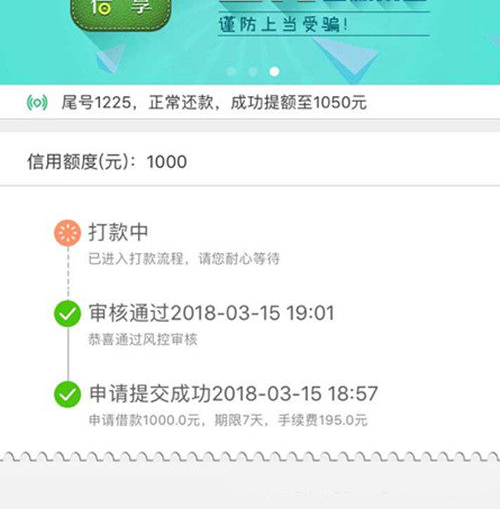 信 享
谨防上当受骗!
尾号1225，正常还款，成功提额至1050元
信用额度(元)：1000
打款中
已进入打款流程，请您耐心等待
审核通过2018-03-15 19:01
恭喜通过风控审核
申请提交成功2018-03-15 18:57
申请借款1000.0元，期限7天，手续费195.0元